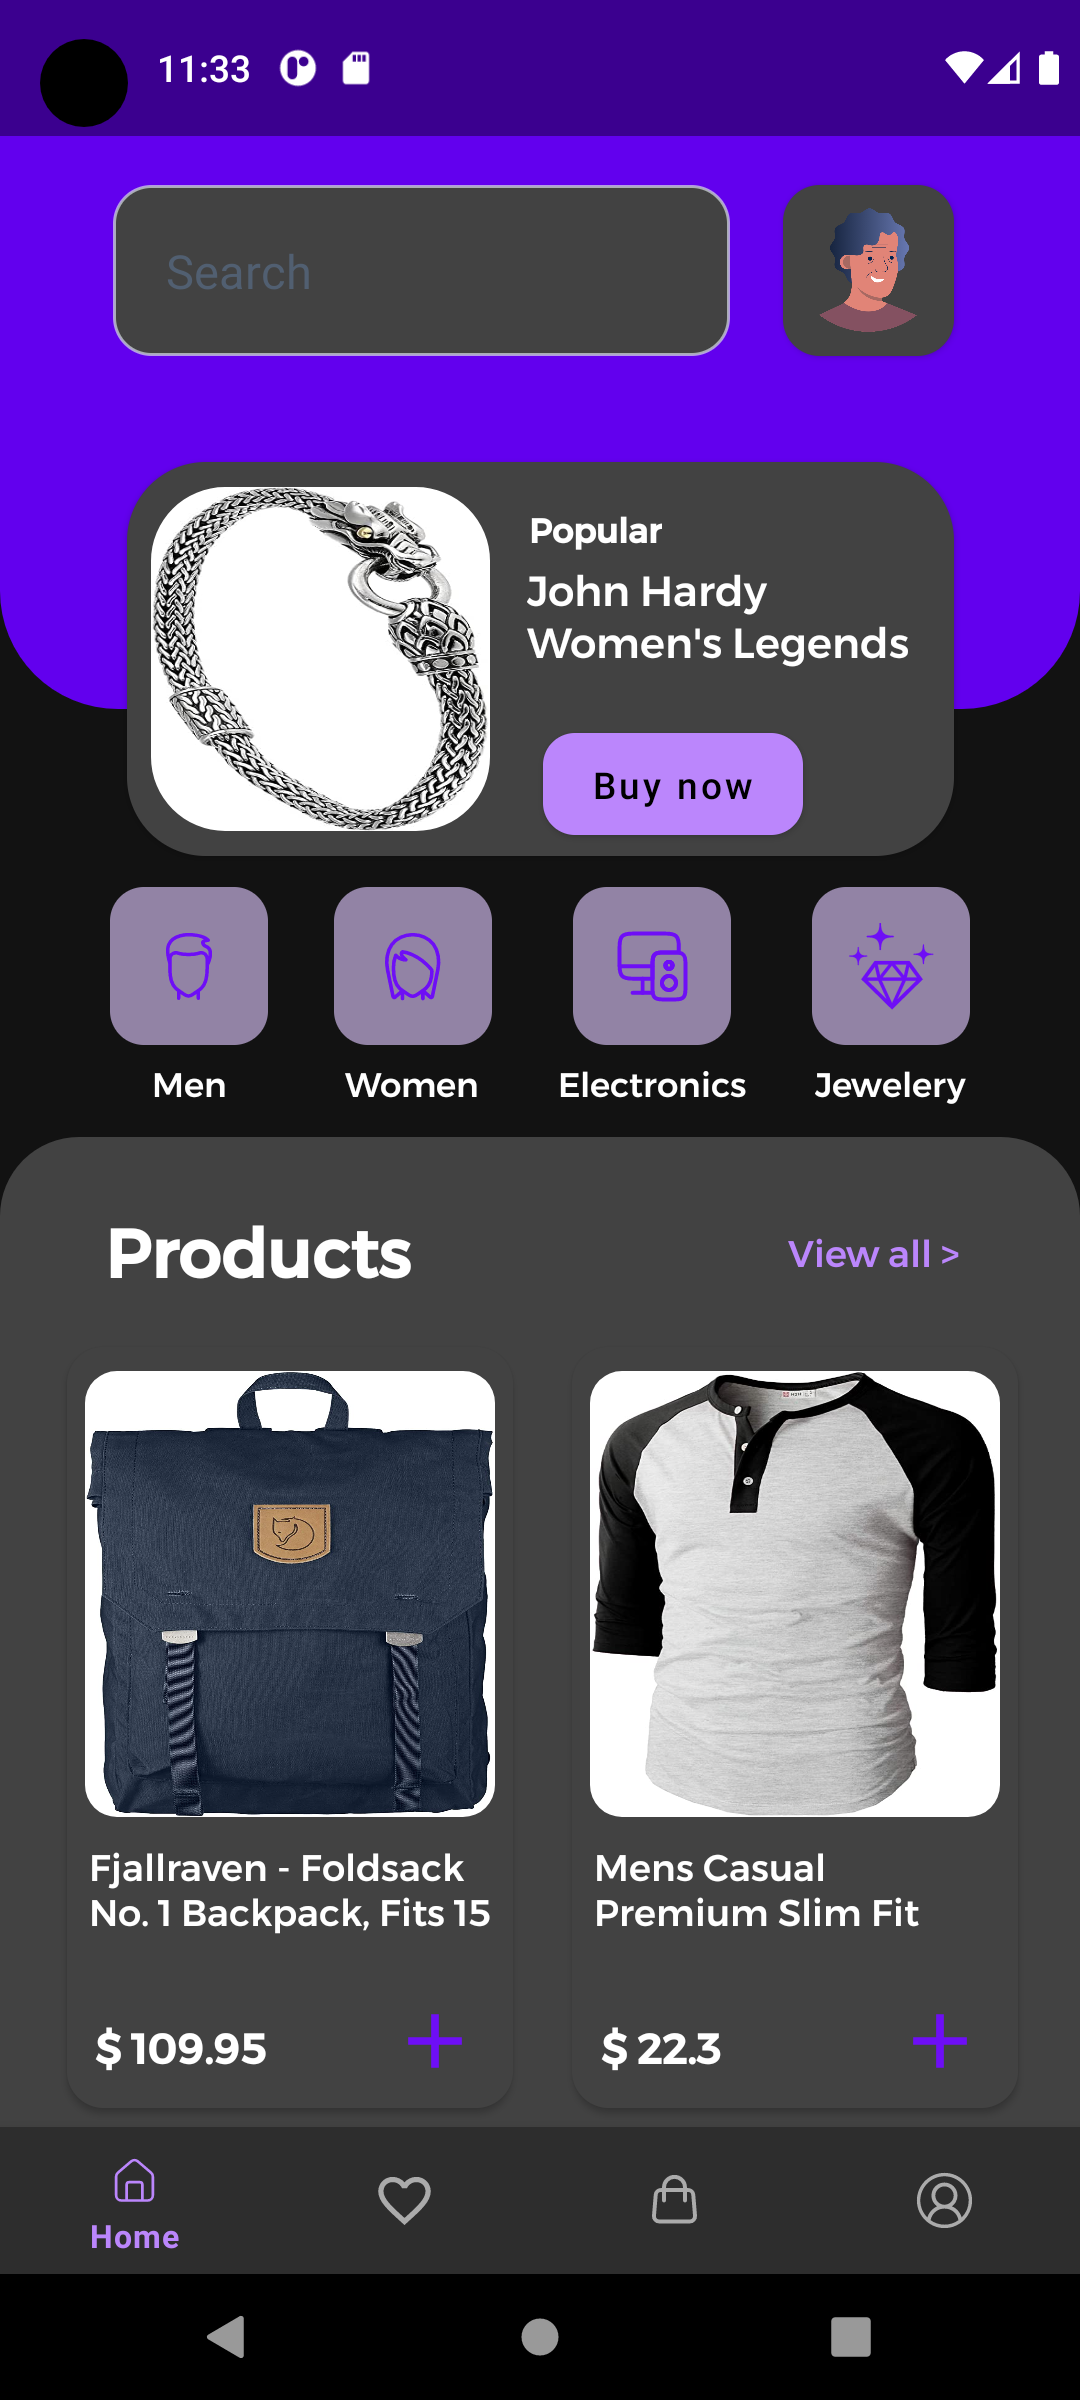 11:33
Search
Popular
John Hardy
Women's Legends
Buy now
Men
Women
Electronics
Jewelery
Products
View all >
Fjallraven - Foldsack
No. 1 Backpack, Fits 15
$ 109.95
Mens Casual
Premium Slim Fit
$ 22.3
Home